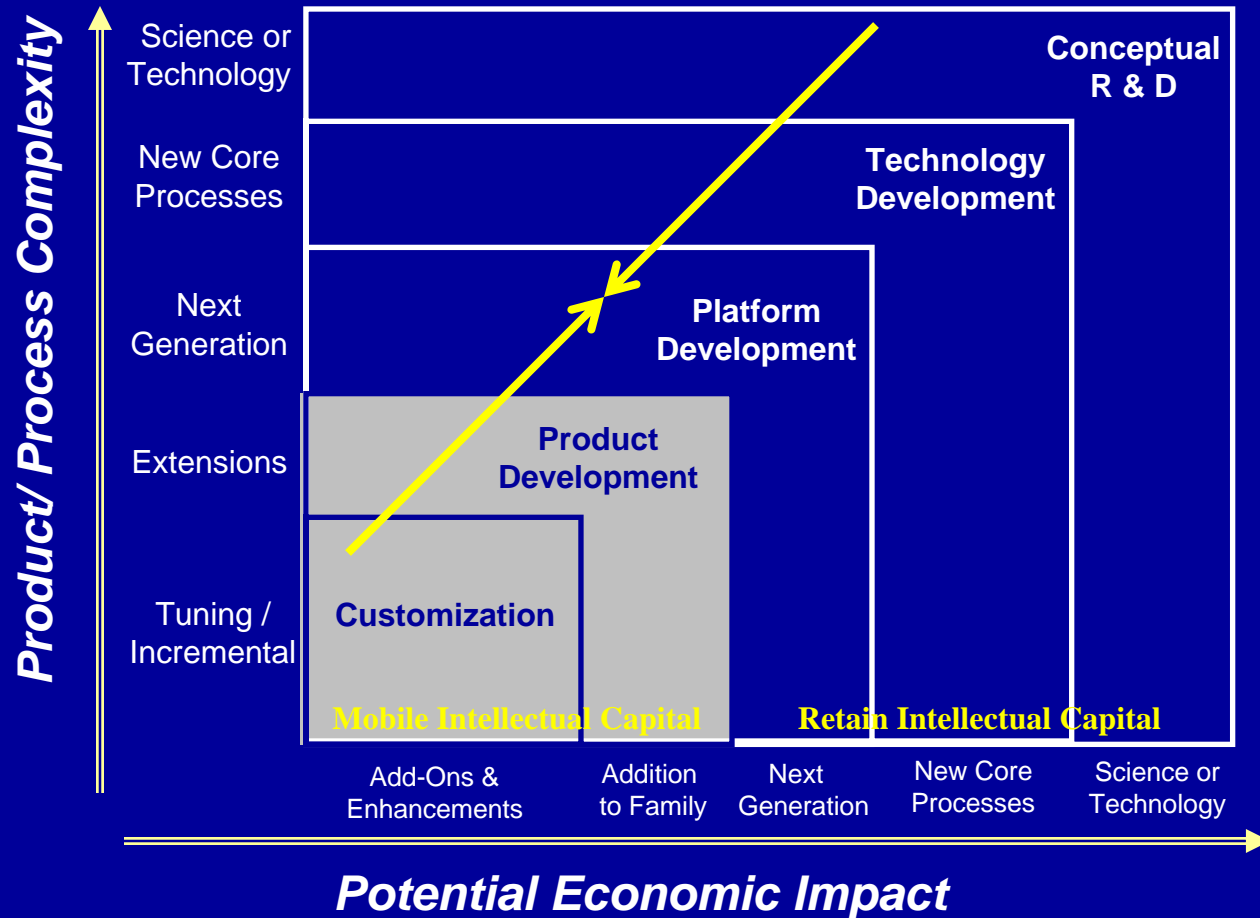 Product/ Process Complexity
Science or
Technology
New Core
Processes
Next
Generation
Extensions
Tuning /
Incremental
Conceptual
R & D
Technology
Development
Platform
Development
Product
Development
Customization
Mobile Intellectual Capital
Retain Intellectual Capital
Add-Ons &
Enhancements
Addition
to Family
Next
Generation
New Core
Processes
Science or
Technology
Potential Economic Impact